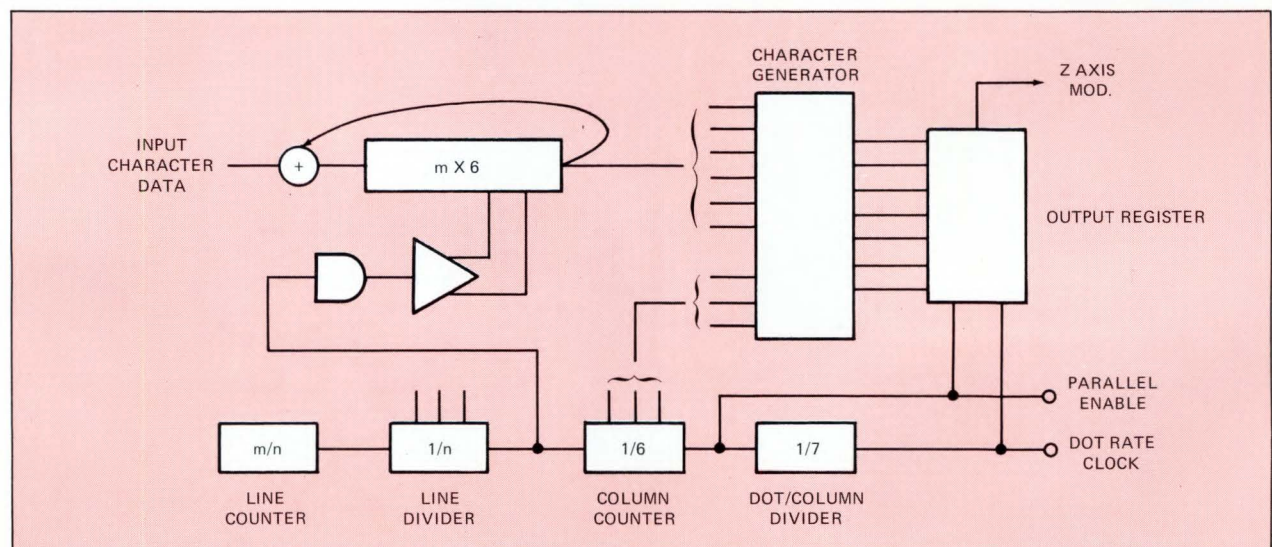 CHARACTER
GENERATOR
Z AXIS
MOD.
INPUT
CHARACTER
DATA
+
m X 6
OUTPUT REGISTER
PARALLEL
ENABLE
m/n
1/n
1/6
1/7
DOT RATE
CLOCK
LINE
COUNTER
LINE
DIVIDER
COLUMN
COUNTER
DOT/COLUMN
DIVIDER